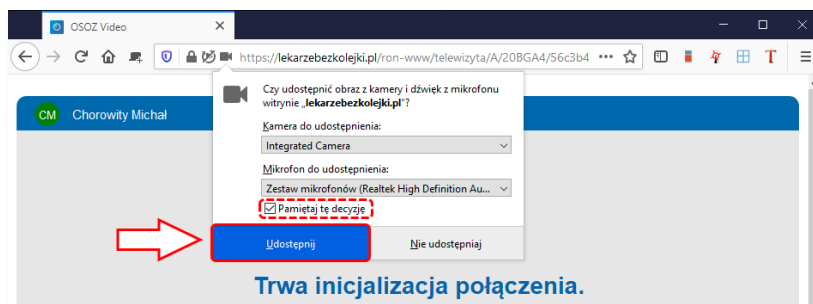 OSOZ Video
https://lekarzebezkolejki.pl/ron-www/telewizyta/A/20BGA4/56c3b4
CM Chorowity Michał
Czy udostępnić obraz z kamery i dźwięk z mikrofonu
witrynie „lekarzebezkolejki.pl"?
Kamera do udostępnienia:
Integrated Camera
Mikrofon do udostępnienia:
Zestaw mikrofonów (Realtek High Definition Au...
Pamiętaj tę decyzję
Udostępnij Nie udostępniaj
Trwa inicjalizacja połączenia.